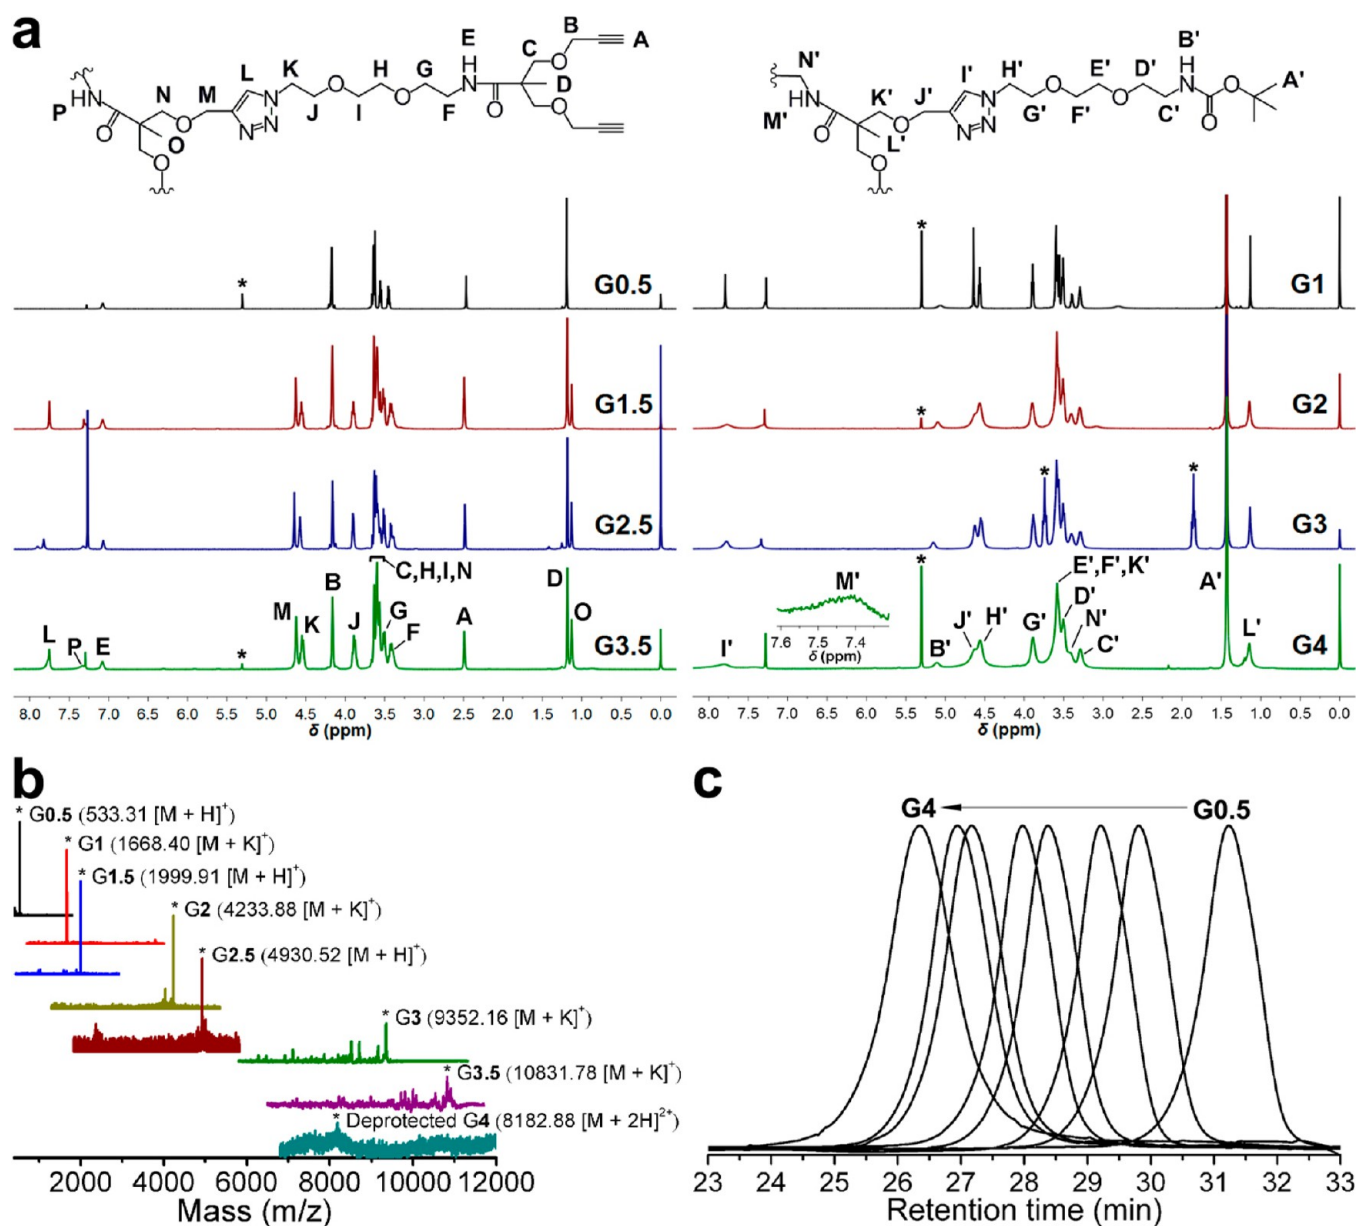 a
B
E
C
A
H
N
O
D
L
K
H
G
N
M
O
O
O
P
HN
N
J
I
F
O
O
O
N=N
O
O
B'
N'
I'
H'
E'
D'
H
N
O
A'
K'
J'
O
O
HN
N
G'
F'
C'
O
M'
O
O
N=N
L'
O
*
G0.5
G1.5
G2.5
C,H,I,N
B
D
M
K
J
G
A
O
L
F
P
E
*
G3.5
8.0 7.5 7.0 6.5 6.0 5.5 5.0 4.5 4.0 3.5 3.0 2.5 2.0 1.5 1.0 0.5 0.0
δ (ppm)
*
G1
*
G2
*
*
G3
*
E',F',K'
M'
A'
D'
J'
H'
G'
N'
7.6 7.5 7.4
δ (ppm)
I'
B'
C'
L'
G4
8.0 7.5 7.0 6.5 6.0 5.5 5.0 4.5 4.0 3.5 3.0 2.5 2.0 1.5 1.0 0.5 0.0
δ (ppm)
b
* G0.5 (533.31 [M + H]+)
* G1 (1668.40 [M + K]+)
* G1.5 (1999.91 [M + H]+)
* G2 (4233.88 [M + K]+)
* G2.5 (4930.52 [M + H]+)
* G3 (9352.16 [M + K]+)
* G3.5 (10831.78 [M + K]+)
* Deprotected G4 (8182.88 [M + 2H]2+)
2000 4000 6000 8000 10000 12000
Mass (m/z)
c
G4 G0.5
23 24 25 26 27 28 29 30 31 32 33
Retention time (min)